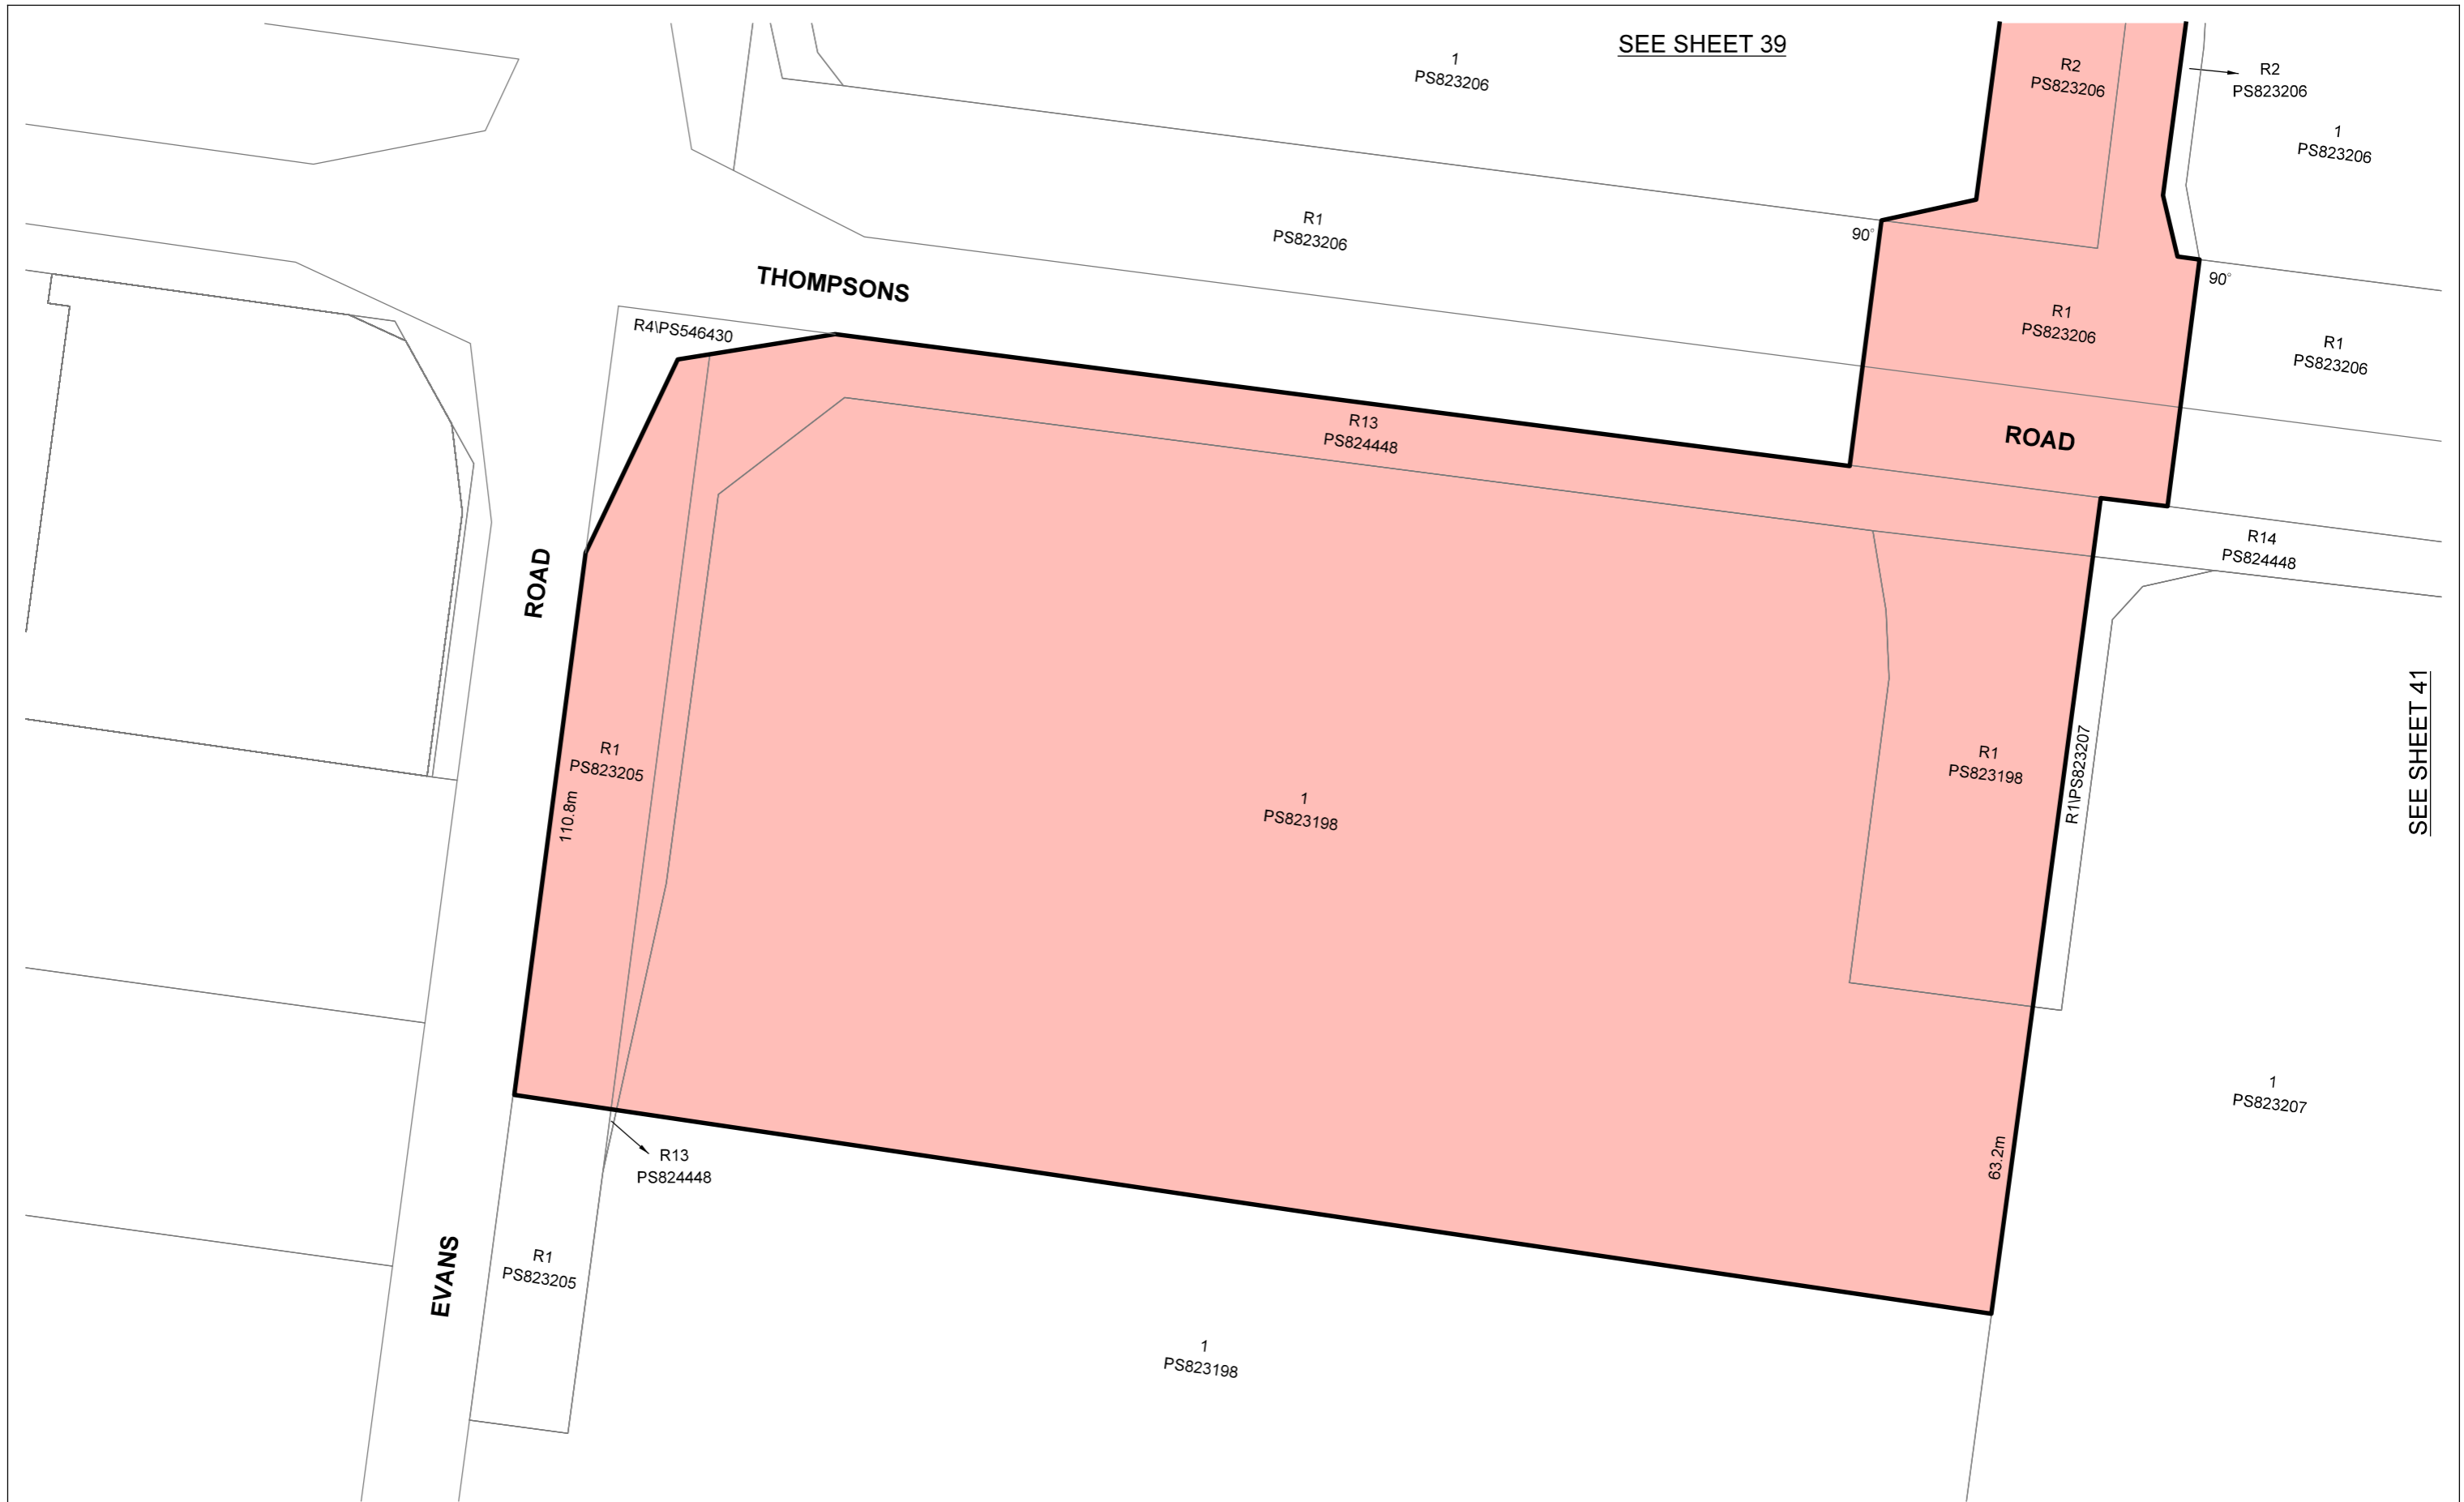 SEE SHEET 39
1
PS823206
R2
PS823206
R2
PS823206
1
PS823206
R1
PS823206
90°
90°
THOMPSONS
R4\PS546430
R1
PS823206
R1
PS823206
R13
PS824448
ROAD
R14
PS824448
ROAD
R1
PS823205
110.8m
1
PS823198
R1
PS823198
R1\PS823207
SEE SHEET 41
1
PS823207
63.2m
R13
PS824448
EVANS
R1
PS823205
1
PS823198